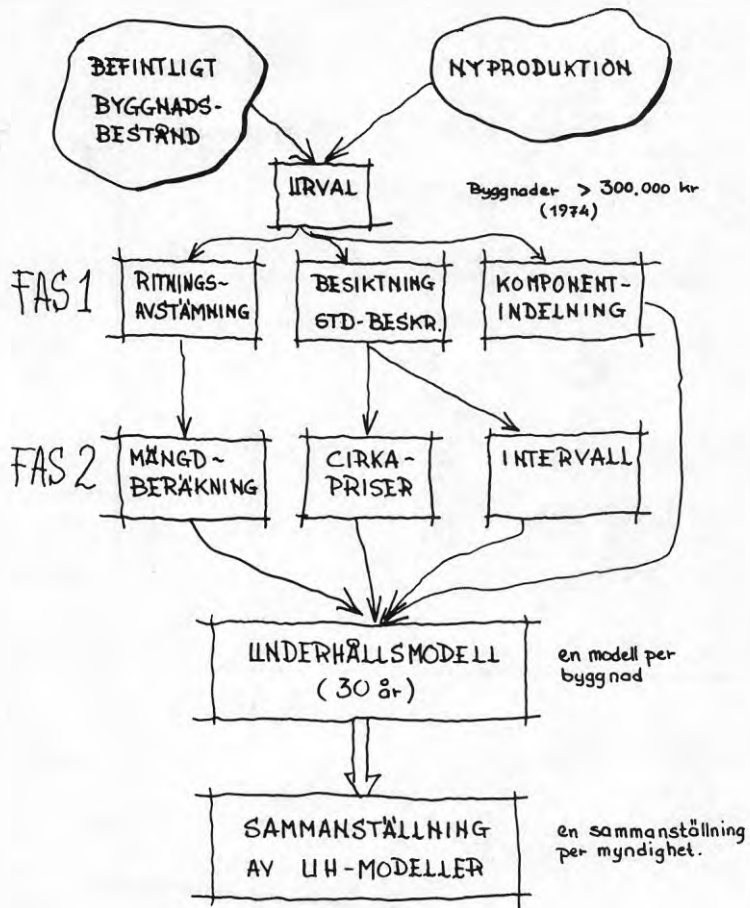 BEFINTLIGT
BYGGNADS-
BESTÅND
NYPRODUKTION
URVAL
Byggnader > 300.000 kr
(1974)
FAS 1
RITNINGS-
AVSTÄMNING
BESIKTNING
STD-BESKR.
KOMPONENT-
INDELNING
FAS 2
MÄNGD-
BERÄKNING
CIRKA-
PRISER
INTERVALL
UNDERHÅLLSMODELL
(30 år)
en modell per
byggnad
SAMMANSTÄLLNING
AV UH-MODELLER
en sammanställning
per myndighet.